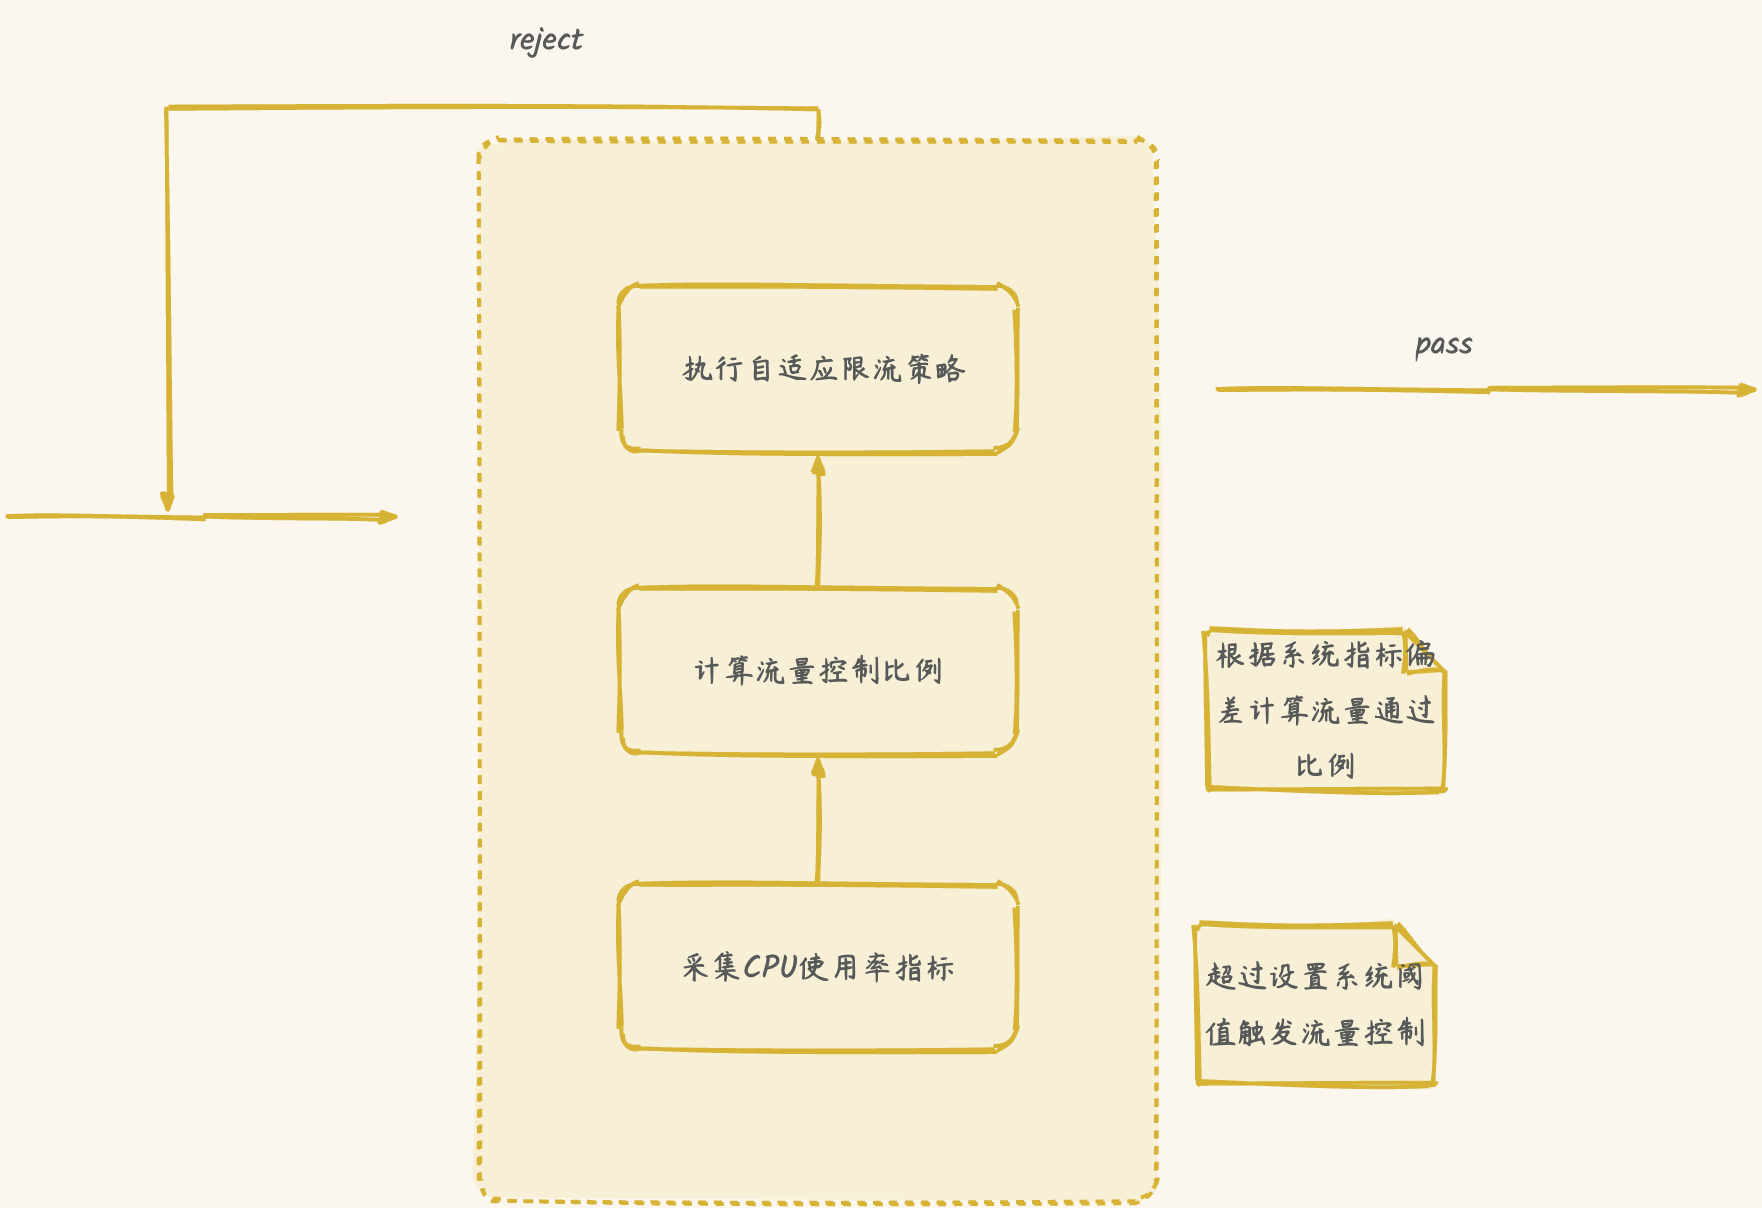 reject
执行自适应限流策略
pass
计算流量控制比例
根据系统指标偏
差计算流量通过
比例
采集CPU使用率指标
超过设置系统阈
值触发流量控制